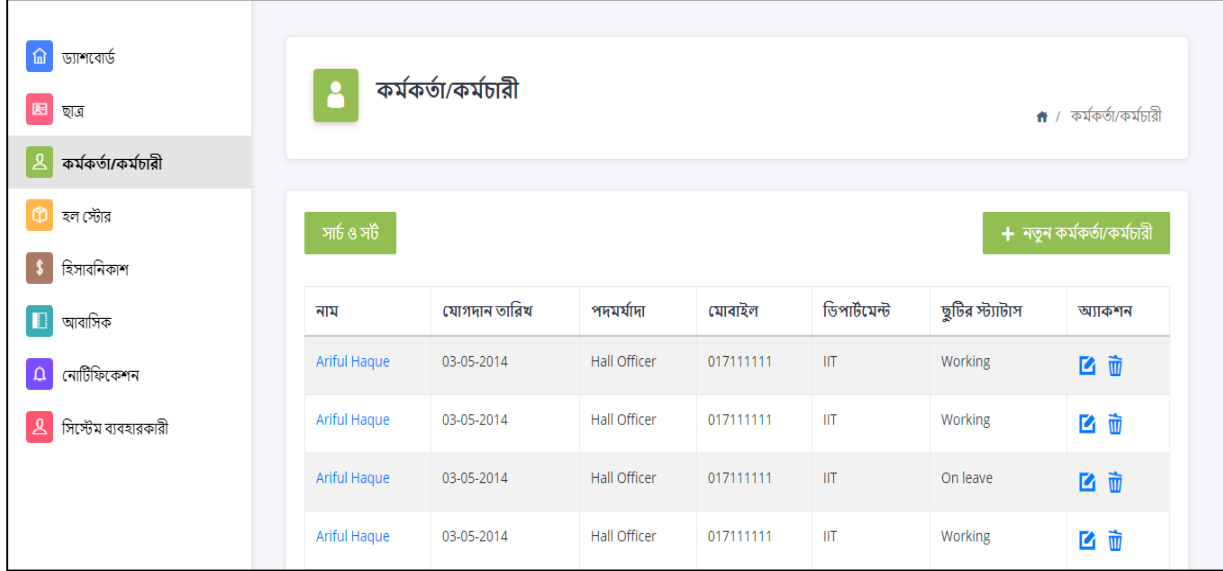 ড্যাশবোর্ড
ছাত্র
কর্মকর্তা/কর্মচারী
হল স্টোর
হিসাবনিকাশ
আবাসিক
নোটিফিকেশন
সিস্টেম ব্যবহারকারী
কর্মকর্তা/কর্মচারী
/ কর্মকর্তা/কর্মচারী
সার্চ ও সর্ট
+ নতুন কর্মকর্তা/কর্মচারী
নাম যোগদান তারিখ পদমর্যাদা মোবাইল ডিপার্টমেন্ট ছুটির স্ট্যাটাস অ্যাকশন
Ariful Haque 03-05-2014 Hall Officer 017111111 IIT Working
Ariful Haque 03-05-2014 Hall Officer 017111111 IIT Working
Ariful Haque 03-05-2014 Hall Officer 017111111 IIT On leave
Ariful Haque 03-05-2014 Hall Officer 017111111 IIT Working